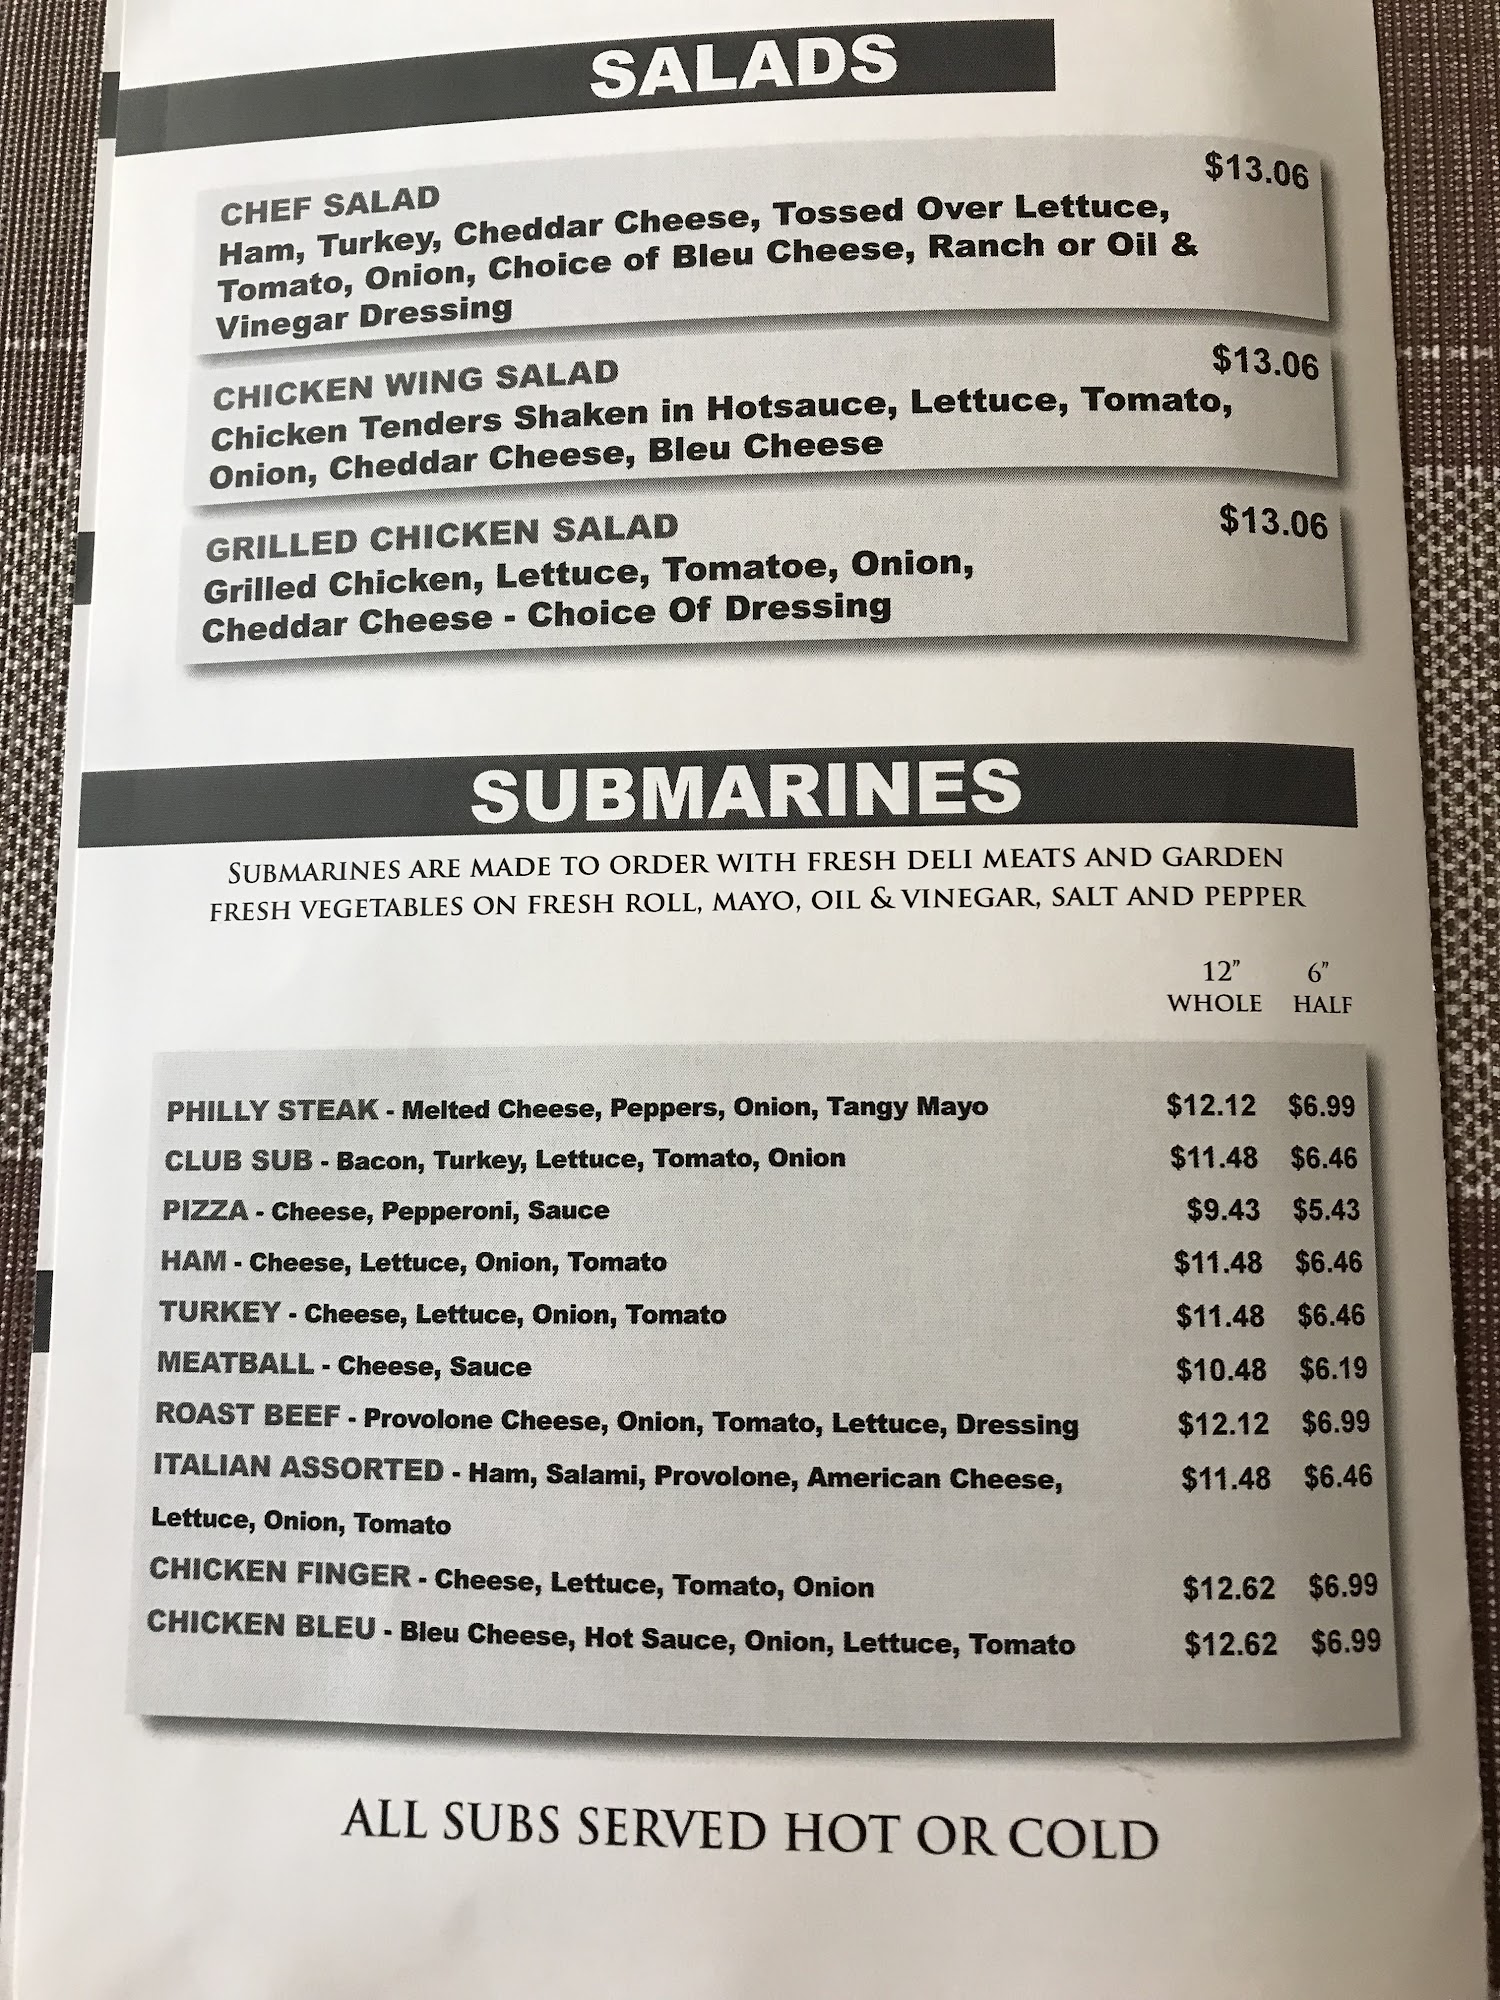 SALADS
CHEF SALAD $13.06
Ham, Turkey, Cheddar Cheese, Tossed Over Lettuce,
Tomato, Onion, Choice of Bleu Cheese, Ranch or Oil &
Vinegar Dressing
CHICKEN WING SALAD $13.06
Chicken Tenders Shaken in Hotsauce, Lettuce, Tomato,
Onion, Cheddar Cheese, Bleu Cheese
GRILLED CHICKEN SALAD $13.06
Grilled Chicken, Lettuce, Tomatoe, Onion,
Cheddar Cheese - Choice Of Dressing
SUBMARINES
SUBMARINES ARE MADE TO ORDER WITH FRESH DELI MEATS AND GARDEN
FRESH VEGETABLES ON FRESH ROLL, MAYO, OIL & VINEGAR, SALT AND PEPPER
12" 6"
WHOLE HALF
PHILLY STEAK - Melted Cheese, Peppers, Onion, Tangy Mayo $12.12 $6.99
CLUB SUB - Bacon, Turkey, Lettuce, Tomato, Onion $11.48 $6.46
PIZZA - Cheese, Pepperoni, Sauce $9.43 $5.43
HAM - Cheese, Lettuce, Onion, Tomato $11.48 $6.46
TURKEY - Cheese, Lettuce, Onion, Tomato $11.48 $6.46
MEATBALL - Cheese, Sauce $10.48 $6.19
ROAST BEEF - Provolone Cheese, Onion, Tomato, Lettuce, Dressing $12.12 $6.99
ITALIAN ASSORTED - Ham, Salami, Provolone, American Cheese, $11.48 $6.46
Lettuce, Onion, Tomato
CHICKEN FINGER - Cheese, Lettuce, Tomato, Onion $12.62 $6.99
CHICKEN BLEU - Bleu Cheese, Hot Sauce, Onion, Lettuce, Tomato $12.62 $6.99
ALL SUBS SERVED HOT OR COLD